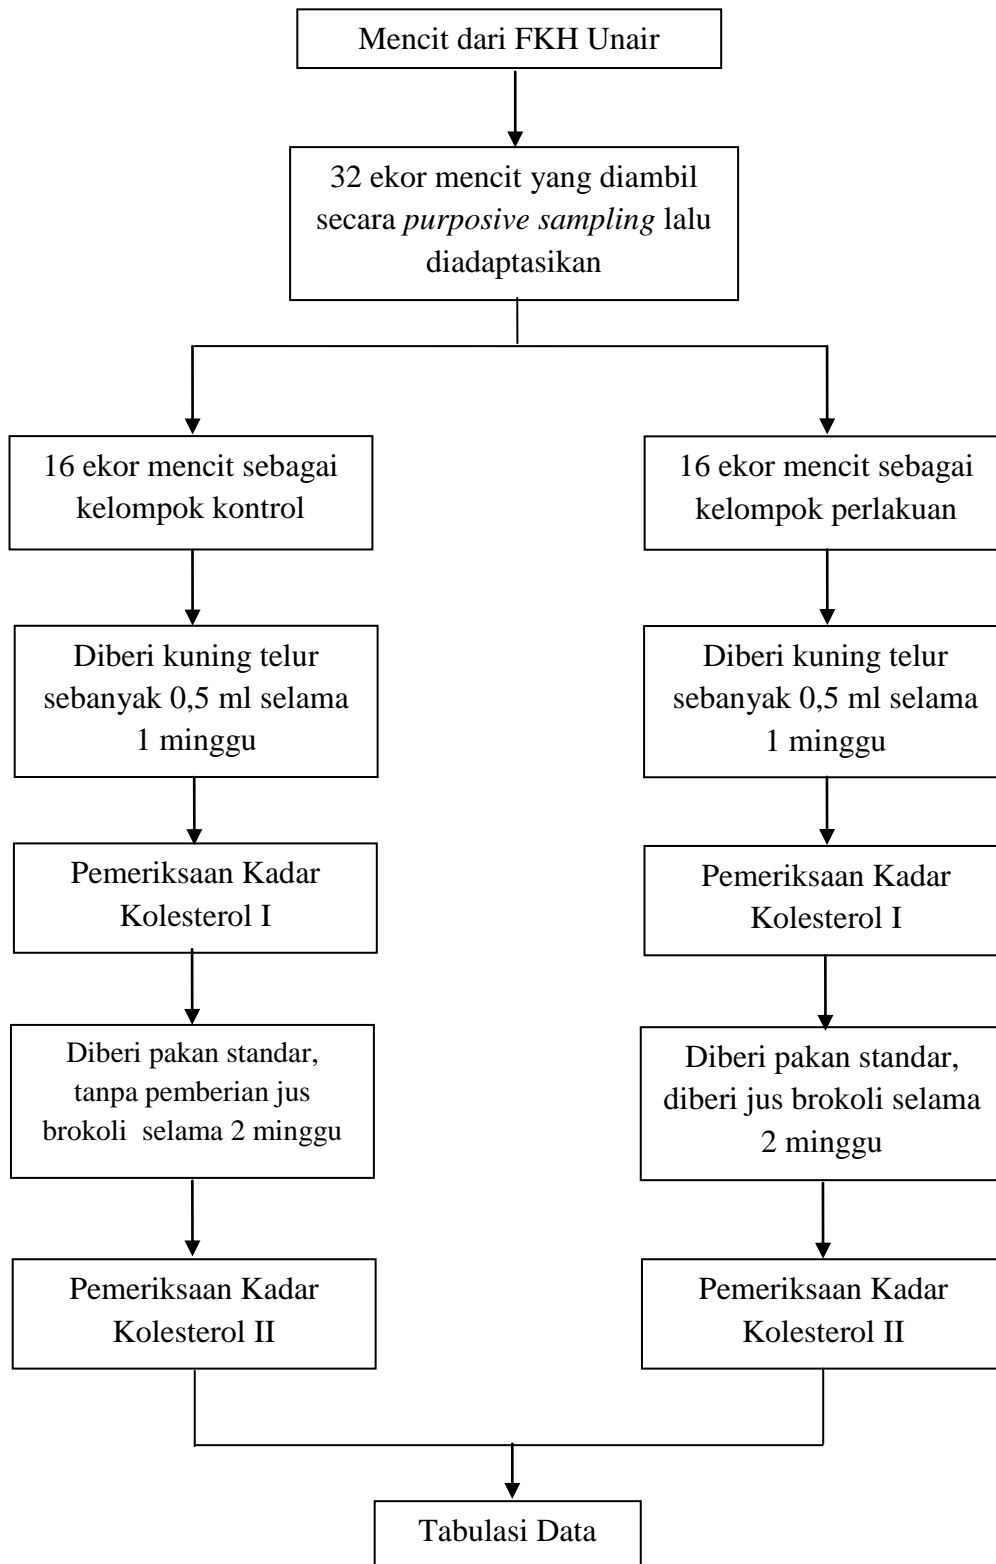 Mencit dari FKH Unair
32 ekor mencit yang diambil
secara purposive sampling lalu
diadaptasikan
16 ekor mencit sebagai
kelompok kontrol
16 ekor mencit sebagai
kelompok perlakuan
Diberi kuning telur
sebanyak 0,5 ml selama
1 minggu
Diberi kuning telur
sebanyak 0,5 ml selama
1 minggu
Pemeriksaan Kadar
Kolesterol I
Pemeriksaan Kadar
Kolesterol I
Diberi pakan standar,
tanpa pemberian jus
brokoli selama 2 minggu
Diberi pakan standar,
diberi jus brokoli selama
2 minggu
Pemeriksaan Kadar
Kolesterol II
Pemeriksaan Kadar
Kolesterol II
Tabulasi Data